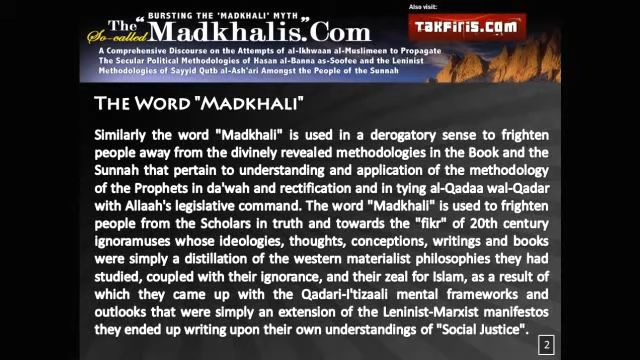 BURSTING THE 'MADKHALI' MYTH
The So-called "Madkhalis.Com
A Comprehensive Discourse on the Attempts of al-Ikhwaan al-Muslimeen to Propagate
The Secular Political Methodologies of Hasan al-Banna as-Soofee and the Leninist
Methodologies of Sayyid Qutb al-Ash'ari Amongst the People of the Sunnah
Also visit:
TAKFIRIS.COM
THE WORD "MADKHALI"
Similarly the word "Madkhali" is used in a derogatory sense to frighten
people away from the divinely revealed methodologies in the Book and the
Sunnah that pertain to understanding and application of the methodology
of the Prophets in da'wah and rectification and in tying al-Qadaa wal-Qadar
with Allaah's legislative command. The word "Madkhali" is used to frighten
people from the Scholars in truth and towards the "fikr" of 20th century
ignoramuses whose ideologies, thoughts, conceptions, writings and books
were simply a distillation of the western materialist philosophies they had
studied, coupled with their ignorance, and their zeal for Islam, as a result of
which they came up with the Qadari-I'tizaali mental frameworks and
outlooks that were simply an extension of the Leninist-Marxist manifestos
they ended up writing upon their own understandings of "Social Justice".
2